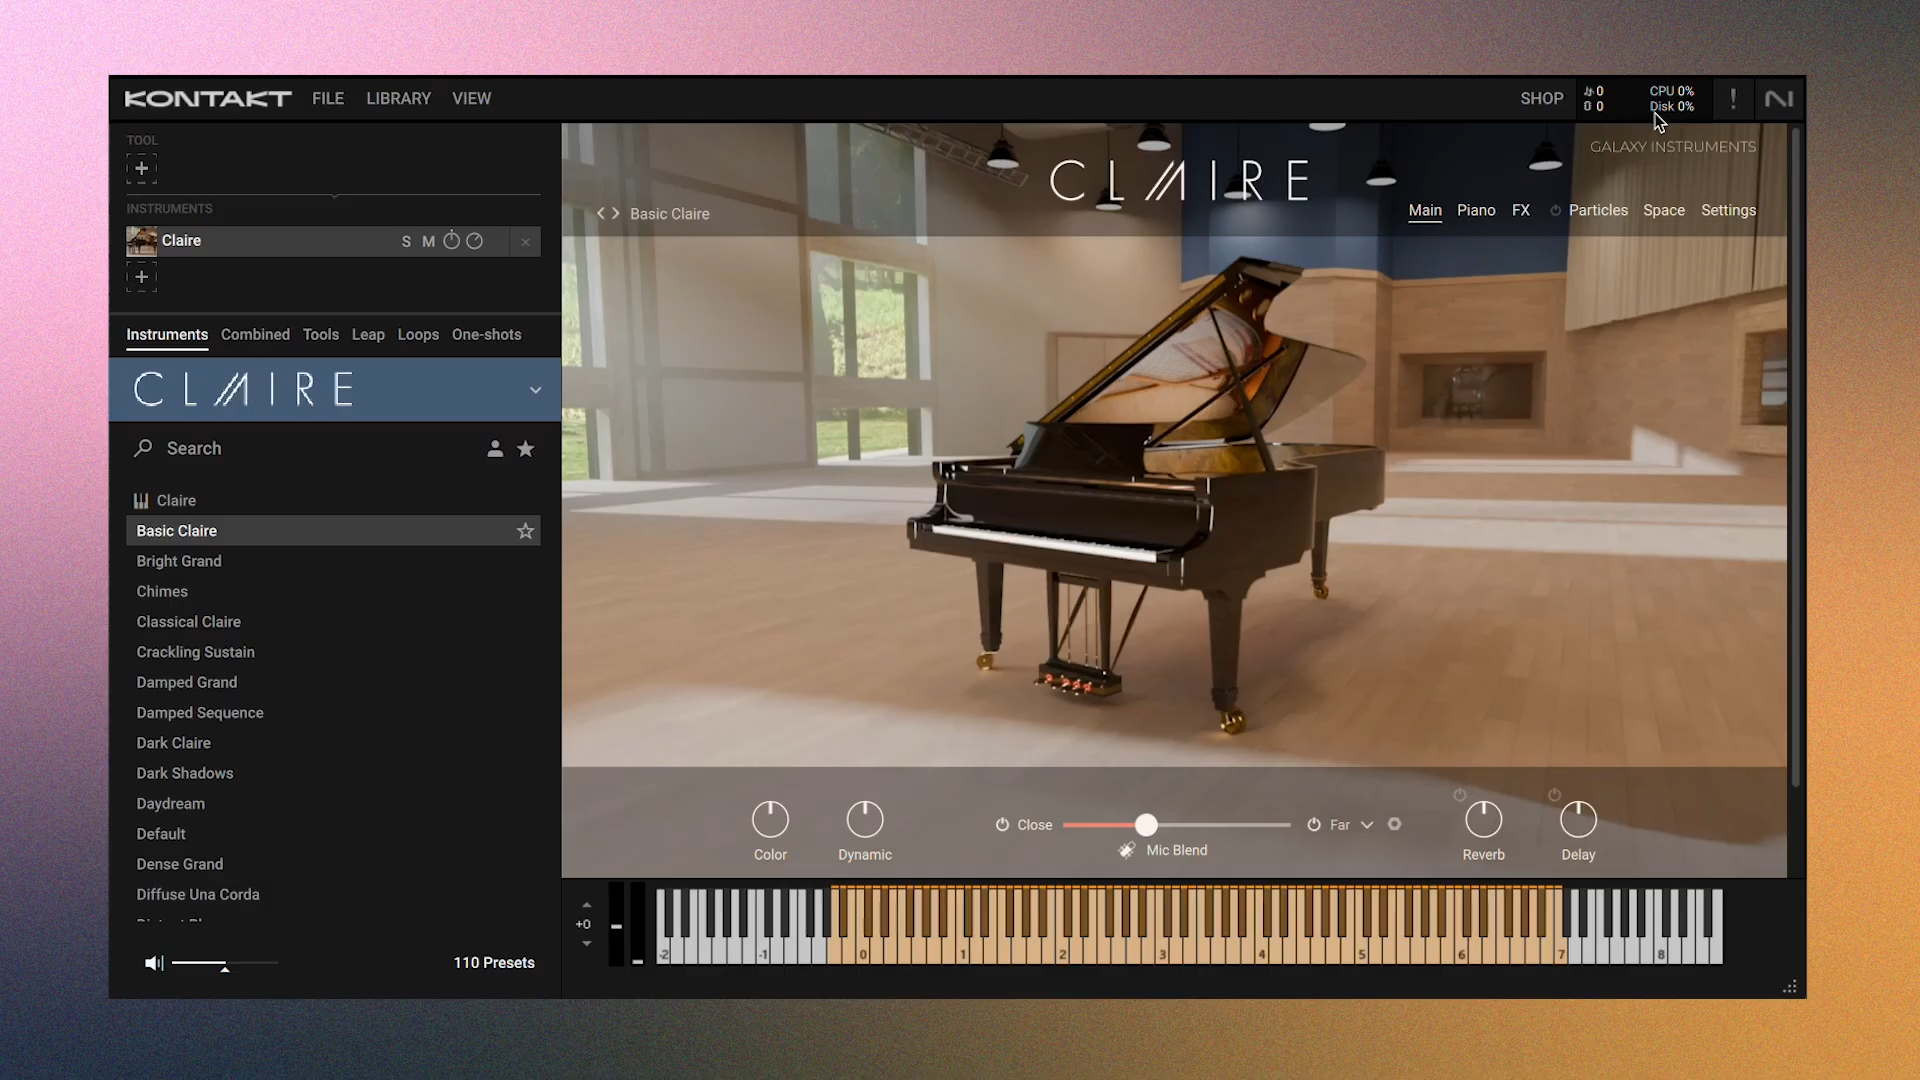 KONTAKT FILE LIBRARY VIEW
SHOP
0 CPU 0%
0 Disk 0%
TOOL
INSTRUMENTS
Claire S M
Instruments Combined Tools Leap Loops One-shots
CLAIRE
Search
Claire
Basic Claire
Bright Grand
Chimes
Classical Claire
Crackling Sustain
Damped Grand
Damped Sequence
Dark Claire
Dark Shadows
Daydream
Default
Dense Grand
Diffuse Una Corda
110 Presets
GALAXY INSTRUMENTS
CLAIRE
Basic Claire
Main Piano FX Particles Space Settings
Close Far
Mic Blend
Color Dynamic Reverb Delay
+0
-2 -1 0 1 2 3 4 5 6 7 8